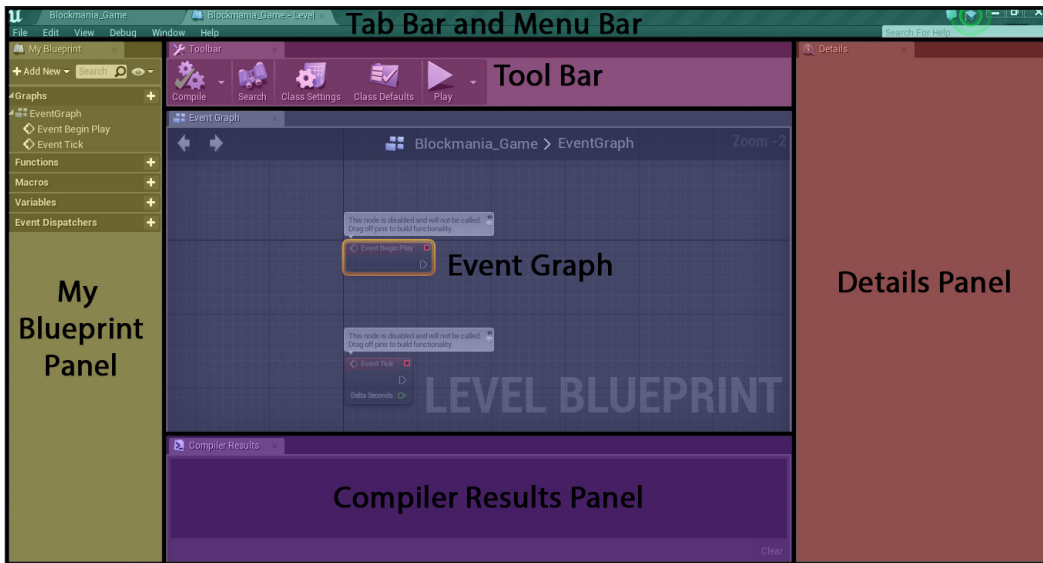 Blockmania_Game
Blockmania_Game - Level
Tab Bar and Menu Bar
File Edit View Debug Window Help
Search For Help
My Blueprint
Toolbar
Details
+ Add New
Search
Compile
Search
Class Settings
Class Defaults
Play
Tool Bar
Graphs
EventGraph
Event Begin Play
Event Tick
Functions
Macros
Variables
Event Dispatchers
Event Graph
Blockmania_Game > EventGraph
Zoom -2
This node is disabled and will not be called.
Drag off pins to build functionality.
Event Begin Play
Event Graph
My
Blueprint
Panel
Details Panel
This node is disabled and will not be called.
Drag off pins to build functionality.
Event Tick
Delta Seconds
LEVEL BLUEPRINT
Compiler Results
Compiler Results Panel
Clear